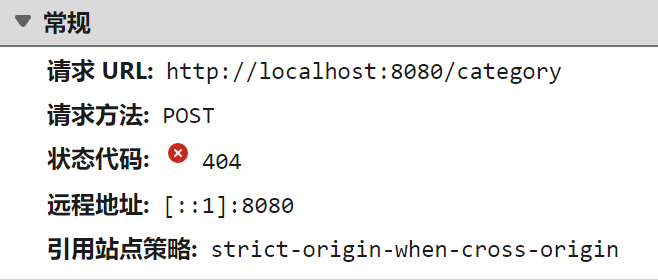 常规
请求 URL: http://localhost:8080/category
请求方法: POST
状态代码: 404
远程地址: [::1]:8080
引用站点策略: strict-origin-when-cross-origin